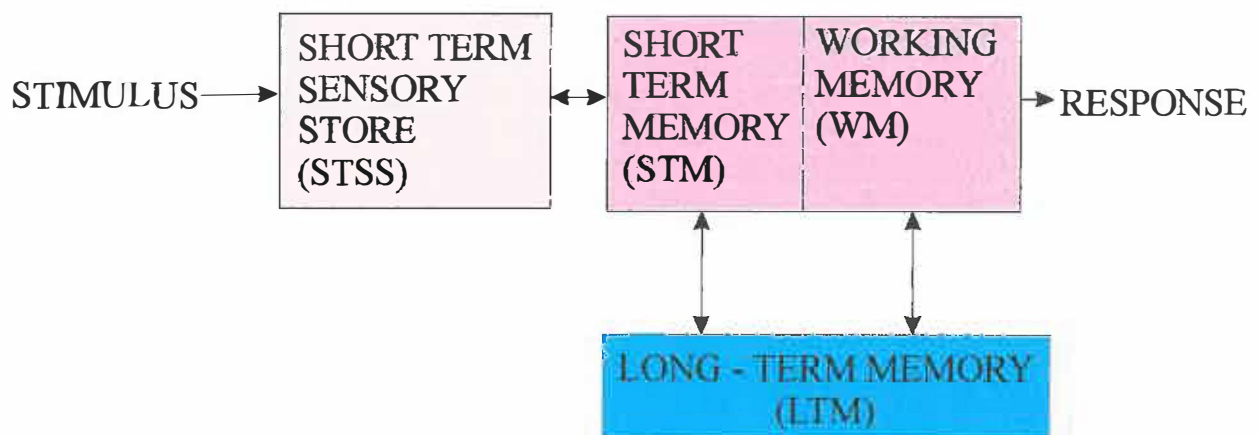 STIMULUS
SHORT TERM
SENSORY
STORE
(STSS)
SHORT
TERM
MEMORY
(STM)
WORKING
MEMORY
(WM)
RESPONSE
LONG - TERM MEMORY
(LTM)